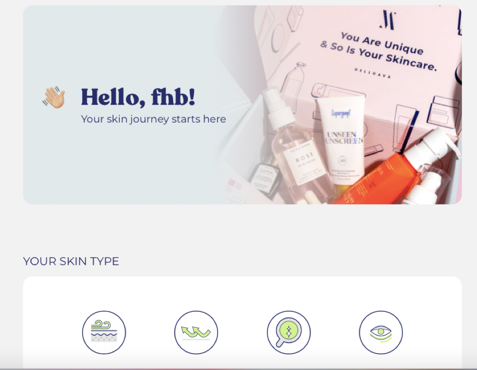 Hello, fhb!
Your skin journey starts here
You Are Unique
& So Is Your Skincare.
HELLOAVA
Supergoop!
UNSEEN
SUNSCREEN
ROSE
YOUR SKIN TYPE